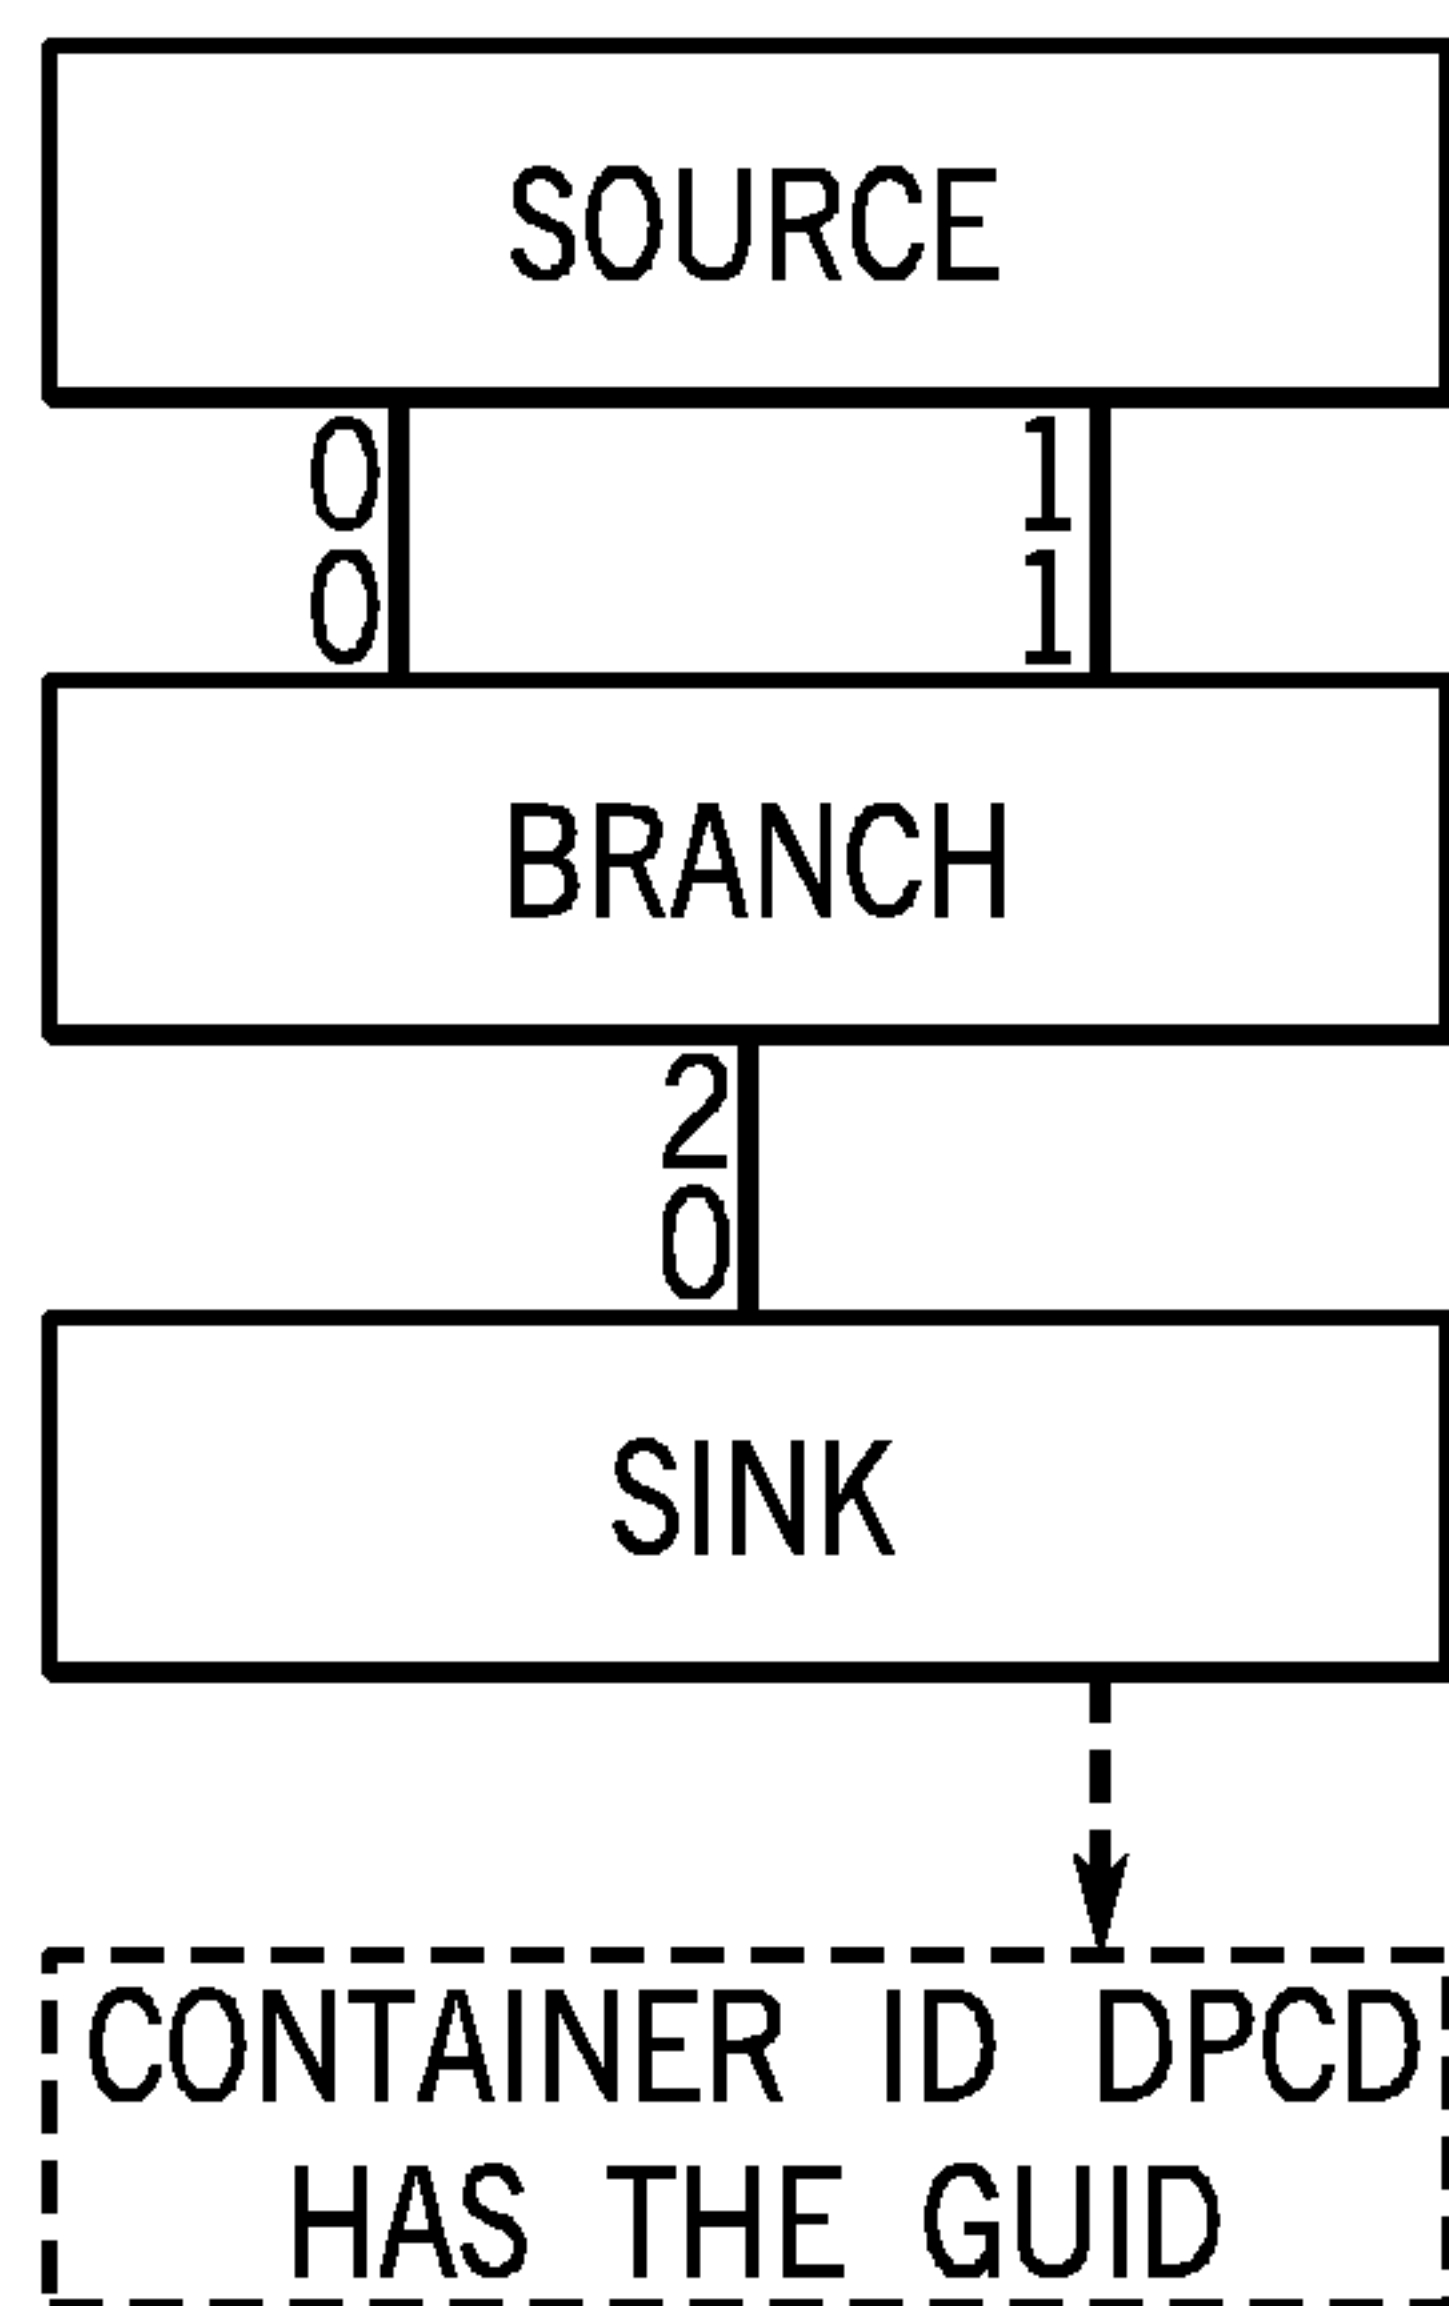 SOURCE
0 1
0 1
BRANCH
2
0
SINK
CONTAINER ID DPCD
HAS THE GUID